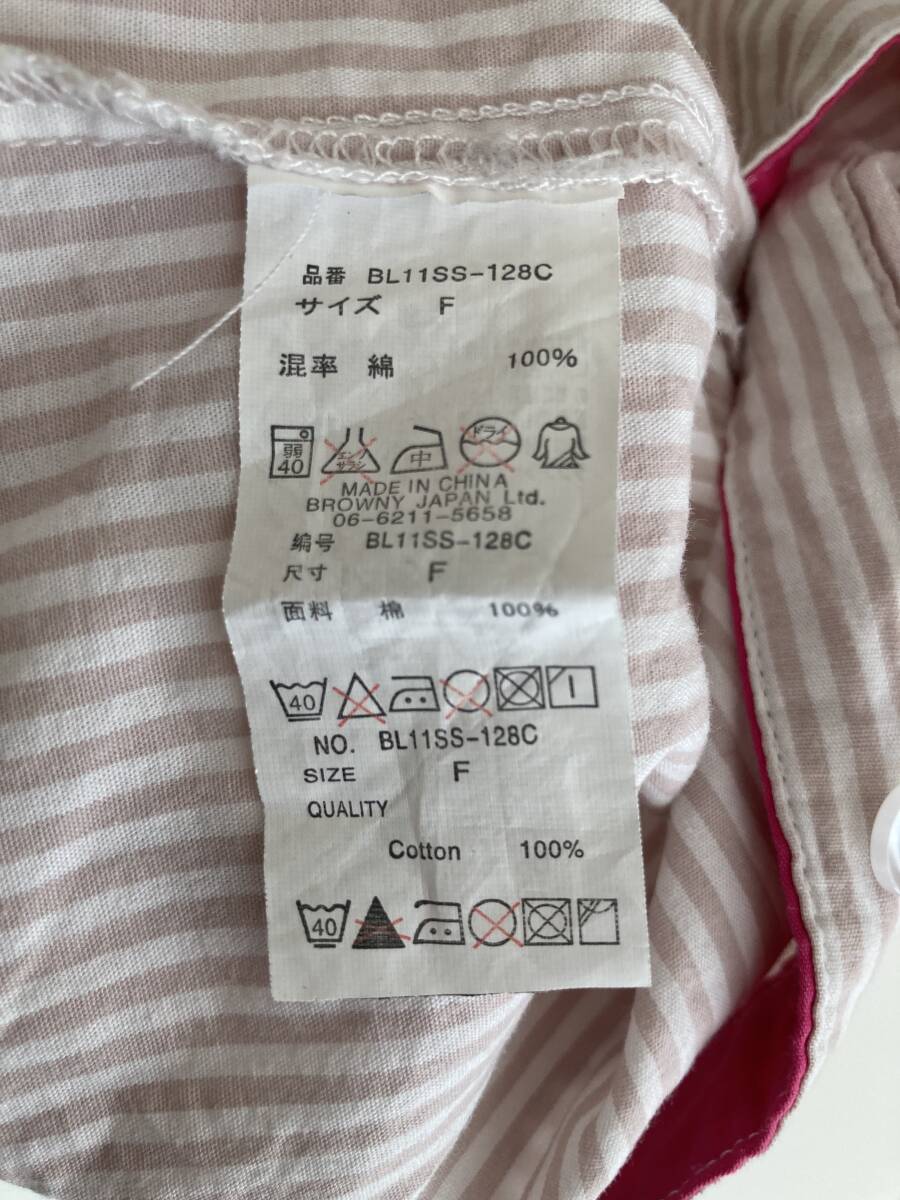 品番 BL11SS-128C
サイズ F
混率 綿 100%
弱 40 エンソ サラシ 中 ドライ
MADE IN CHINA
BROWNY JAPAN Ltd.
06-6211-5658
编号 BL11SS-128C
尺寸 F
面料 棉 100%
40
NO. BL11SS-128C
SIZE F
QUALITY
Cotton 100%
40